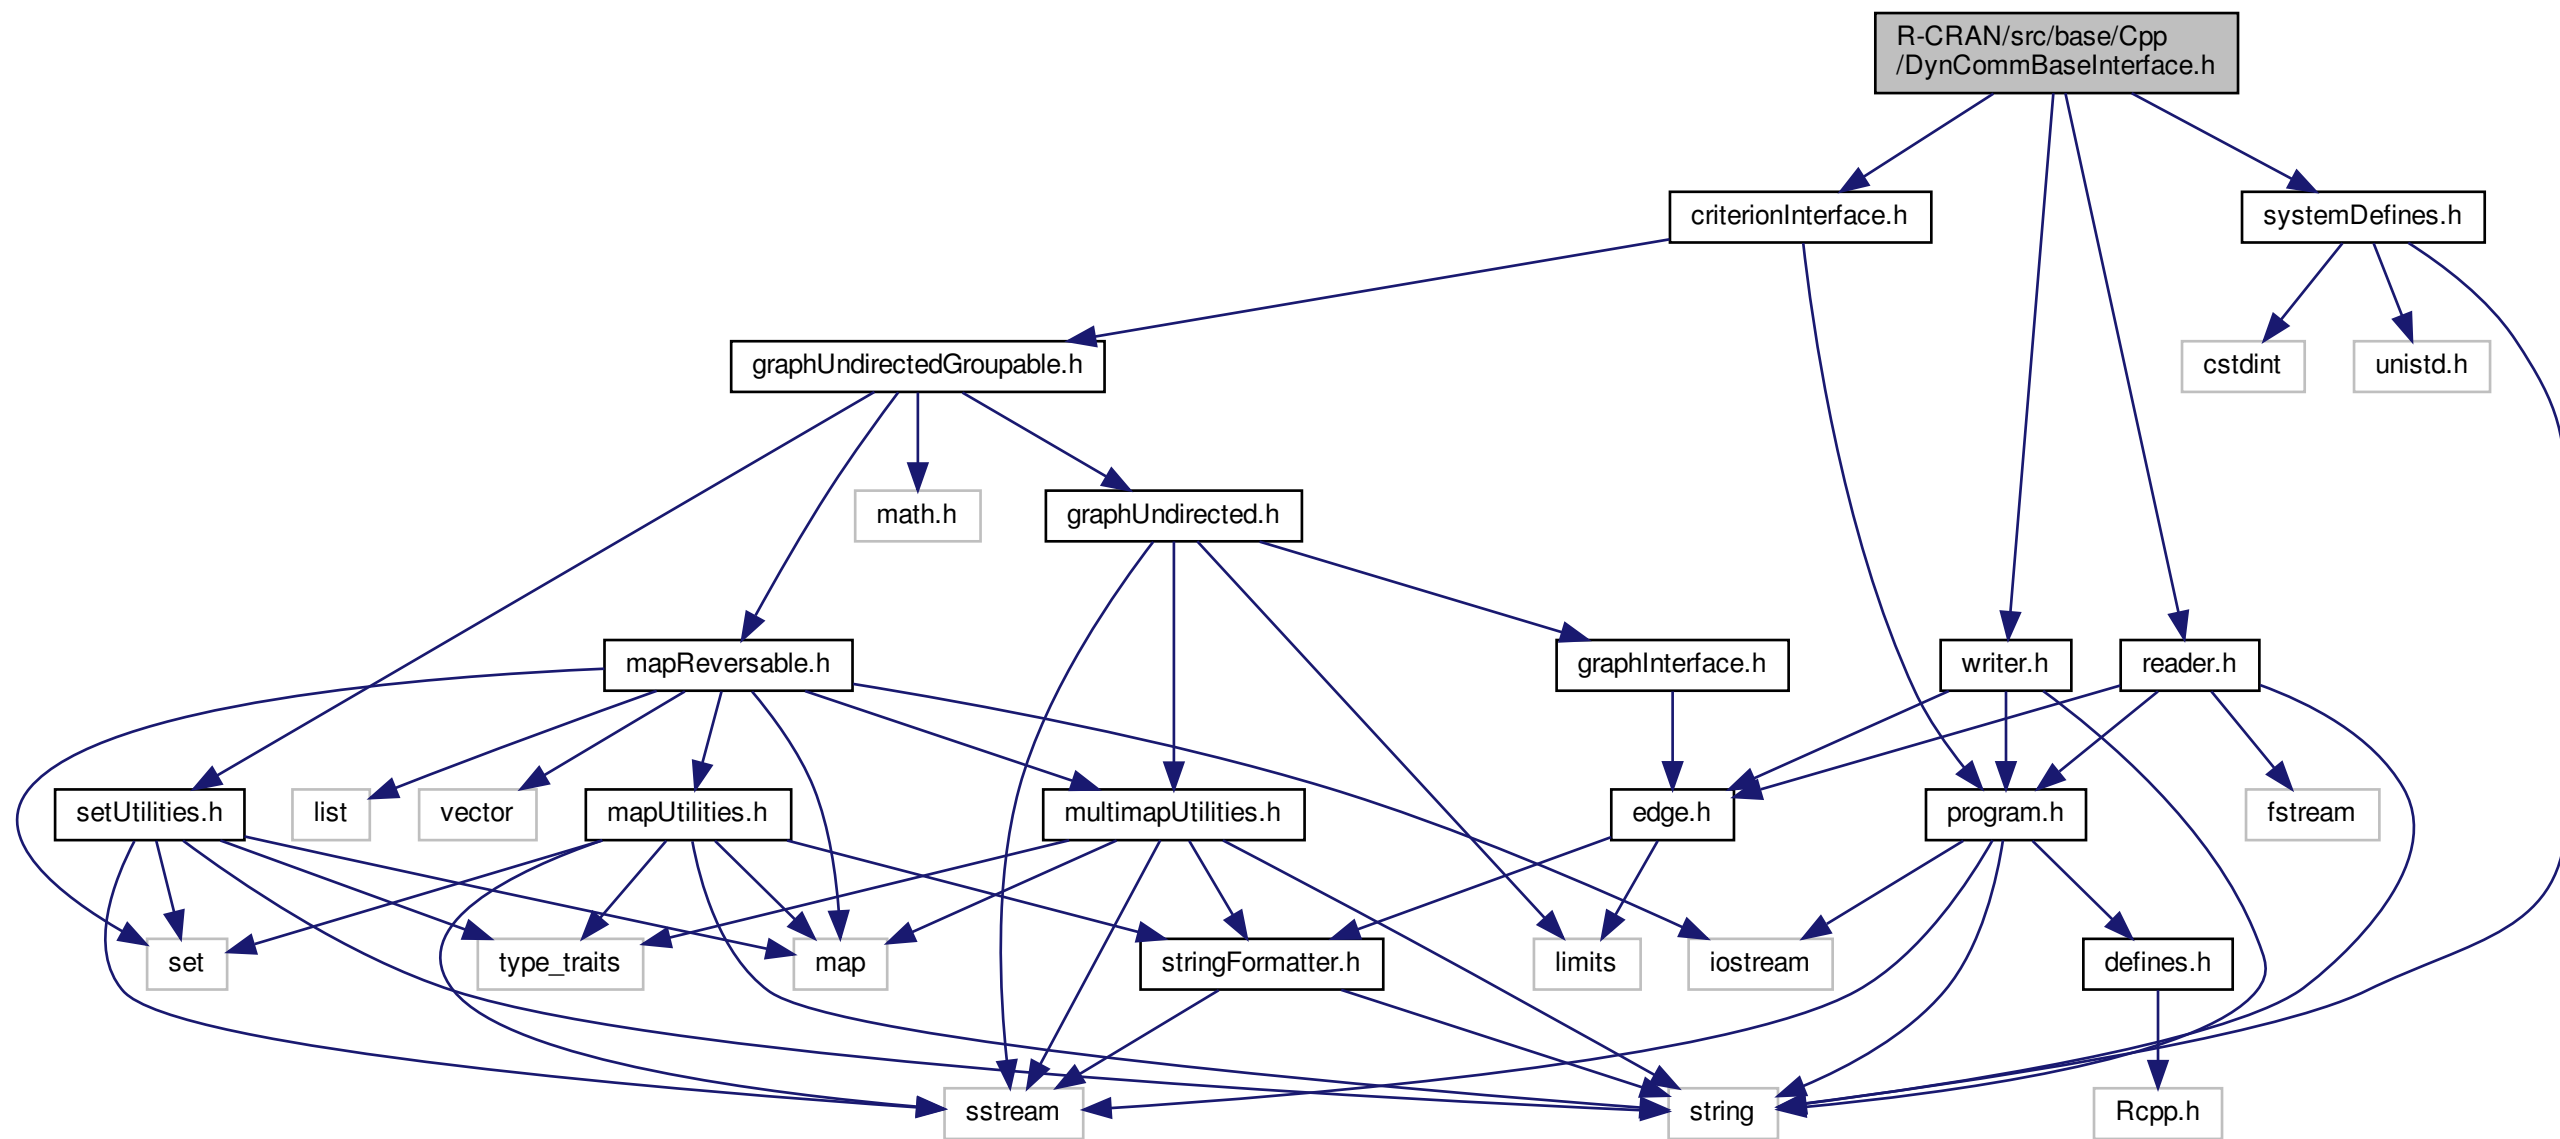 R-CRAN/src/base/Cpp
/DynCommBaseInterface.h
criterionInterface.h
systemDefines.h
graphUndirectedGroupable.h
cstdint
unistd.h
math.h
graphUndirected.h
mapReversable.h
graphInterface.h
writer.h
reader.h
setUtilities.h
list
vector
mapUtilities.h
multimapUtilities.h
edge.h
program.h
fstream
set
type_traits
map
stringFormatter.h
limits
iostream
defines.h
sstream
string
Rcpp.h